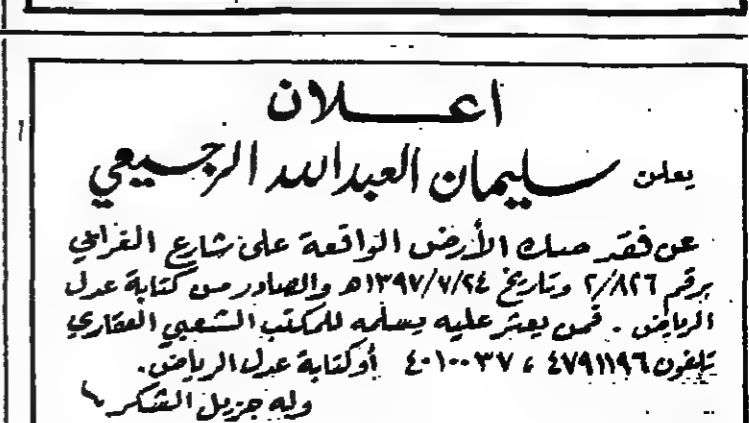 اعلان
يعلن سليمان العبدالله الرجيعي
عن فقد صك الأرض الواقعة على شارع الغرابي
برقم ٢/٨٢٦ وتاريخ ١٣٩٧/٧/٢٤هـ والصادر من كتابة عدل
الرياض . فمن يعثر عليه يسلمه للمكتب الشعبي العقاري
تلفون ٤٧٩١١٩٦ ، ٤٠١٠٠٣٧ أو كتابة عدل الرياض .
وله جزيل الشكر